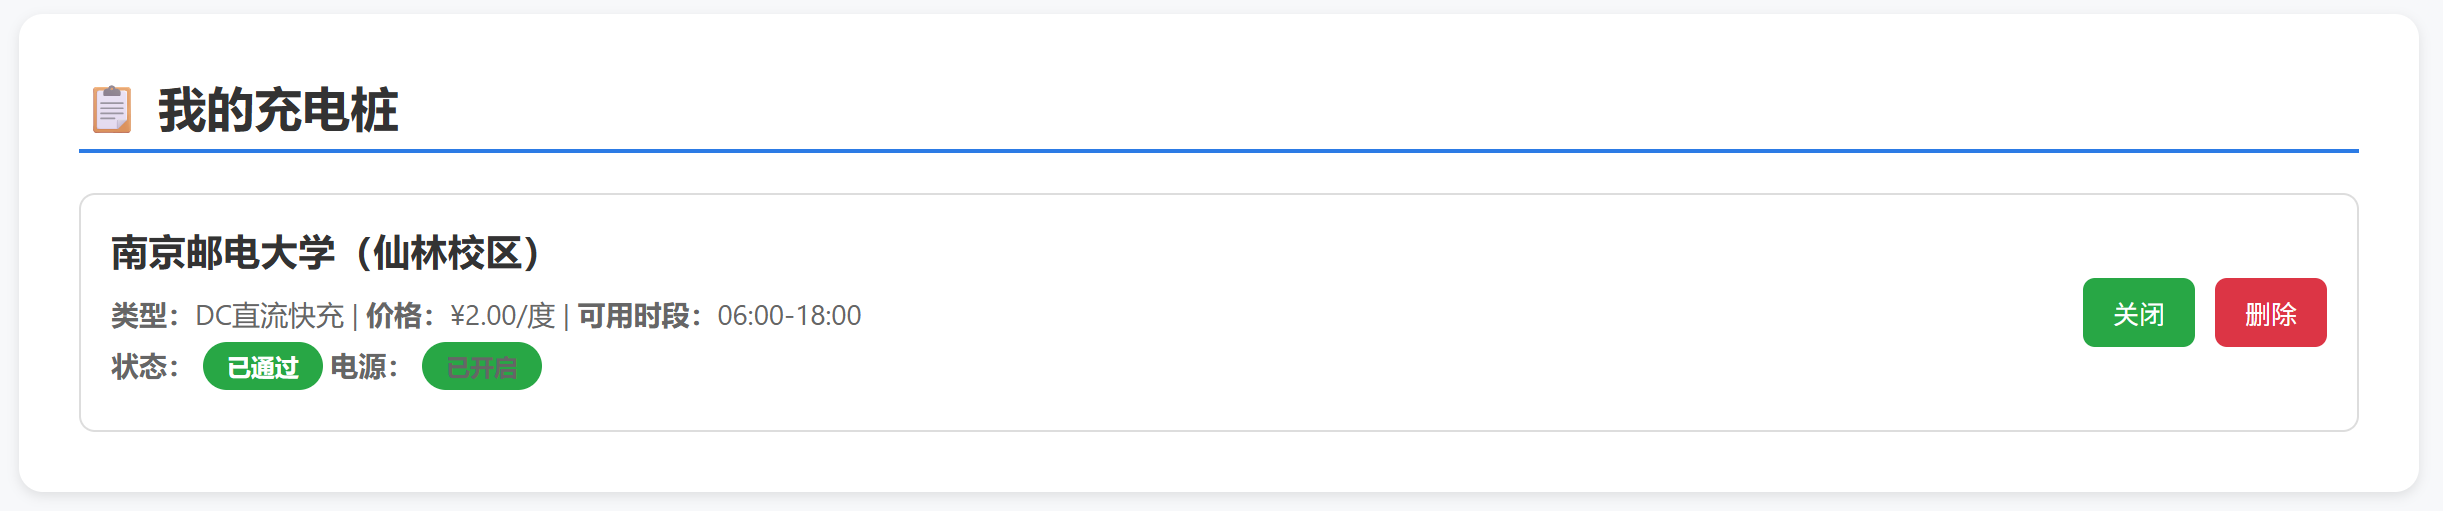 我的充电桩
南京邮电大学（仙林校区）
类型：DC直流快充 | 价格：¥2.00/度 | 可用时段：06:00-18:00
状态：已通过 电源：已开启
关闭 删除